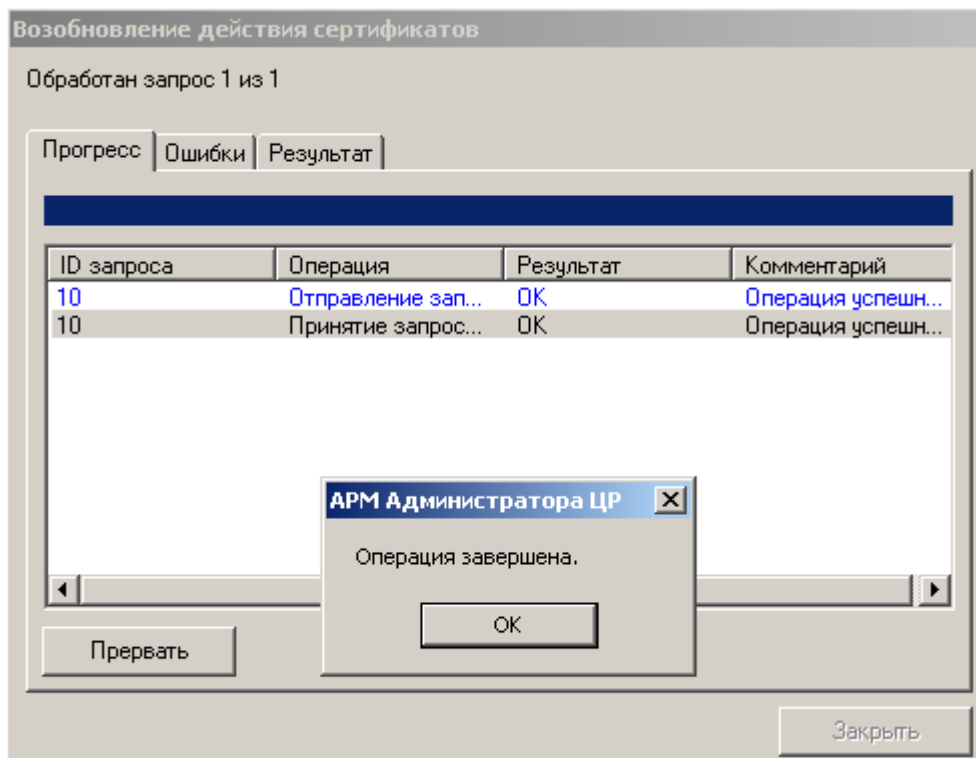 Возобновление действия сертификатов
Обработан запрос 1 из 1
Прогресс Ошибки Результат
ID запроса Операция Результат Комментарий
10 Отправление зап... OK Операция успешн...
10 Принятие запрос... OK Операция успешн...
АРМ Администратора ЦР
Операция завершена.
OK
Прервать
Закрыть